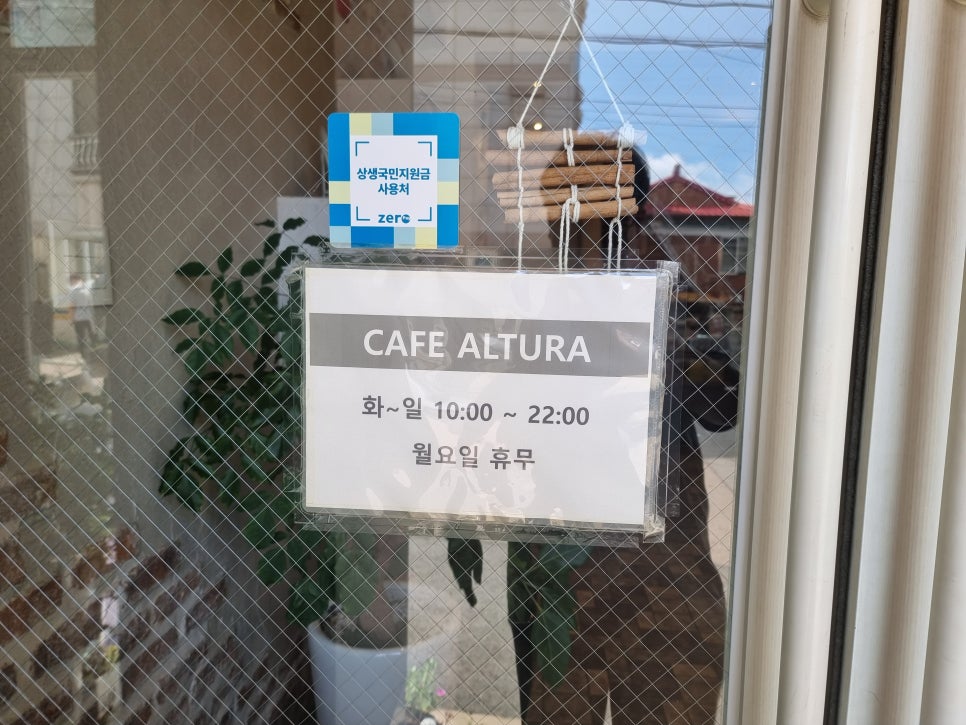 상생국민지원금
사용처
zero
CAFE ALTURA
화~일 10:00 ~ 22:00
월요일 휴무